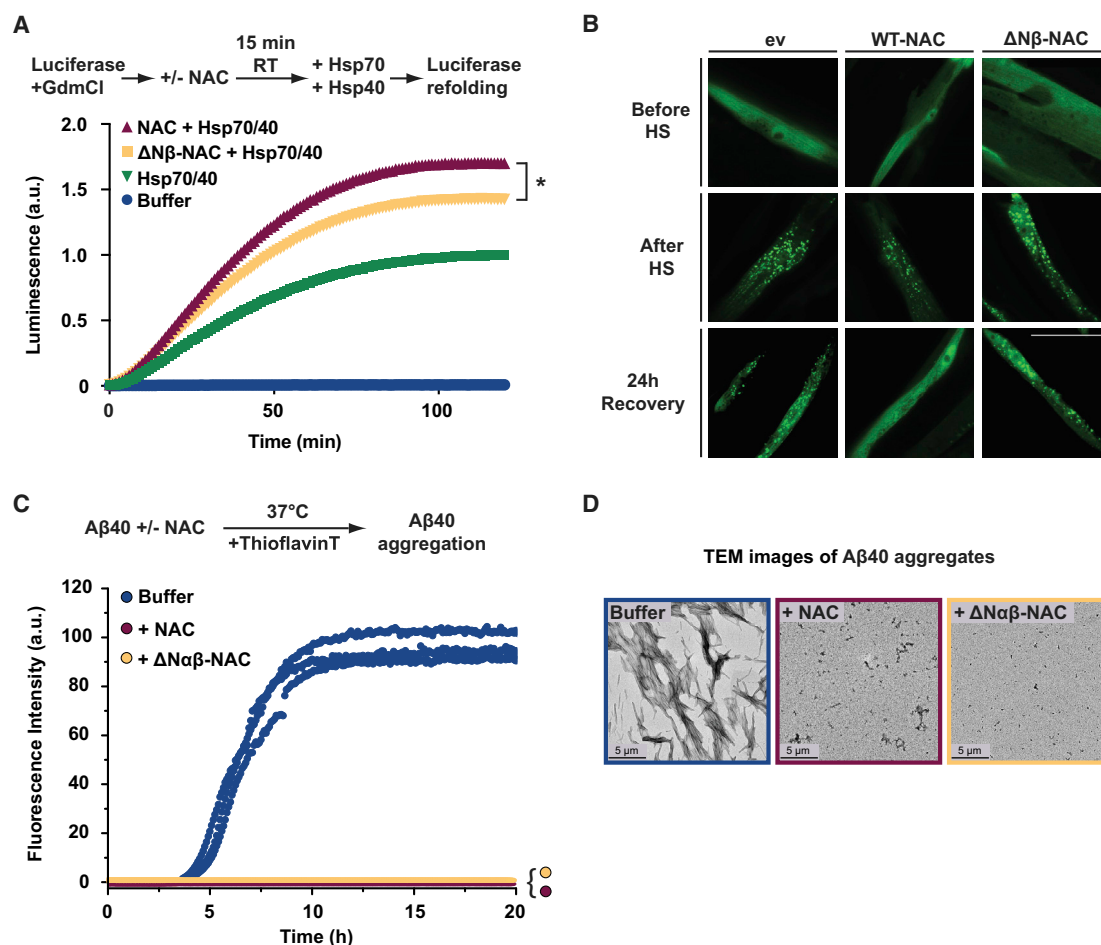 A
Luciferase +GdmCl
+/- NAC
15 min
RT
+ Hsp70
+ Hsp40
Luciferase refolding
NAC + Hsp70/40
ΔNβ-NAC + Hsp70/40
Hsp70/40
Buffer
*
Luminescence (a.u.)
2.0
1.5
1.0
0.5
0
0 50 100
Time (min)
B
ev WT-NAC ΔNβ-NAC
Before HS
After HS
24h Recovery
C
Aβ40 +/- NAC
37°C
+ThioflavinT
Aβ40 aggregation
Buffer
+ NAC
+ ΔNαβ-NAC
Fluorescence Intensity (a.u.)
120
100
80
60
40
20
0
0 5 10 15 20
Time (h)
D
TEM images of Aβ40 aggregates
Buffer
5 µm
+ NAC
5 µm
+ ΔNαβ-NAC
5 µm